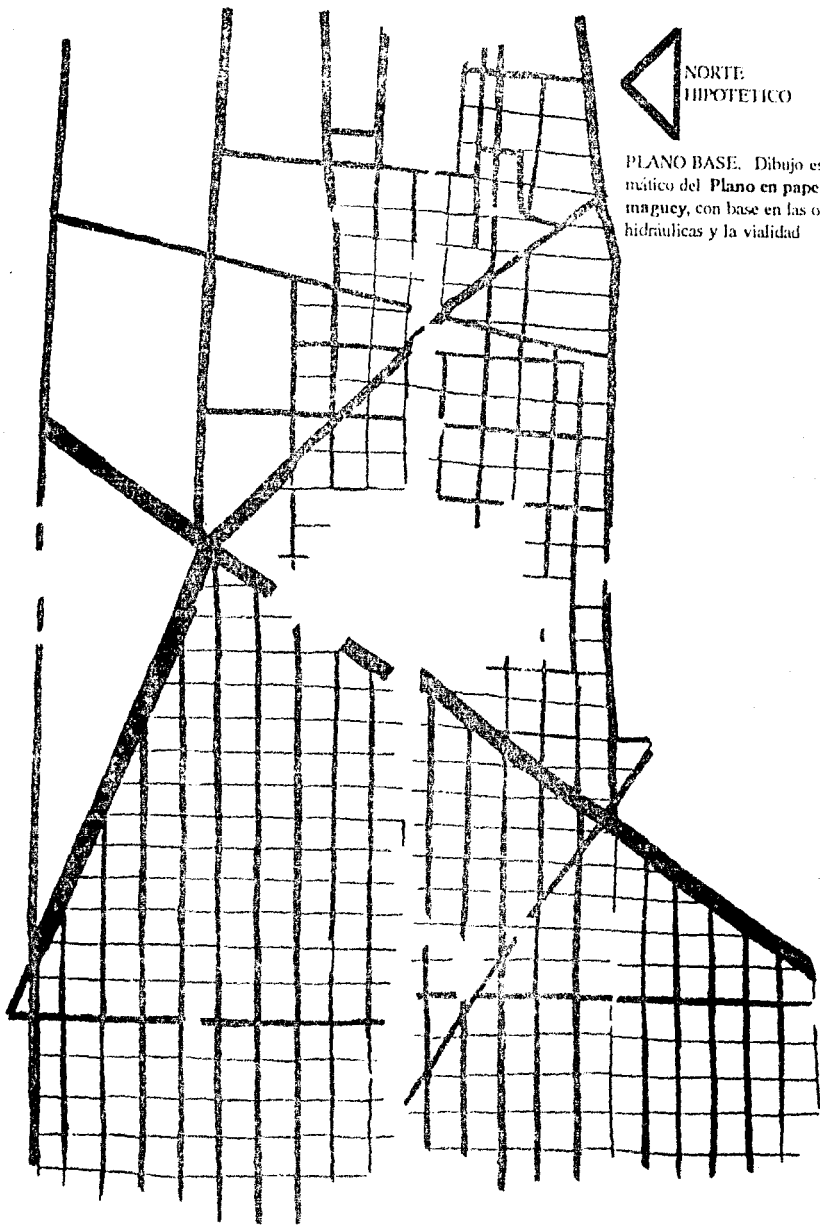 NORTE
HIPOTETICO
PLANO BASE. Dibujo es
mático del Plano en pape
maguey, con base en las o
hidráulicas y la vialidad